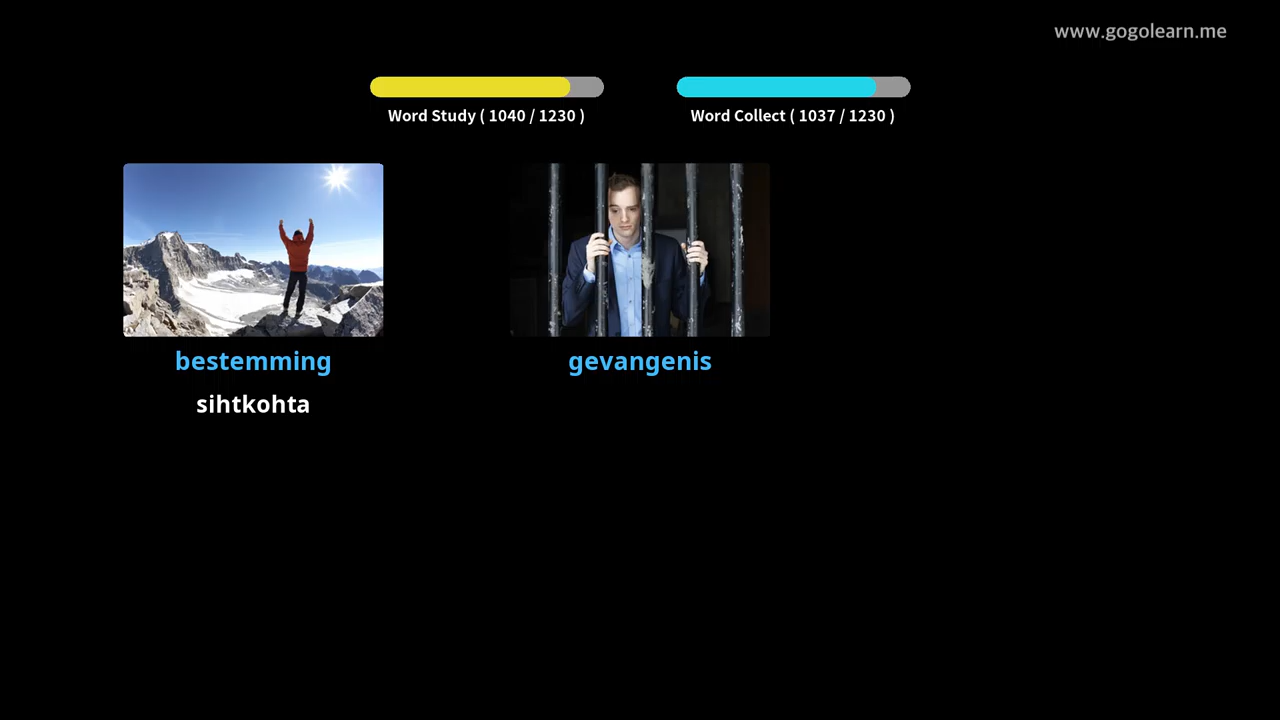 www.gogolearn.me
Word Study ( 1040 / 1230 )
Word Collect ( 1037 / 1230 )
bestemming
gevangenis
sihtkohta